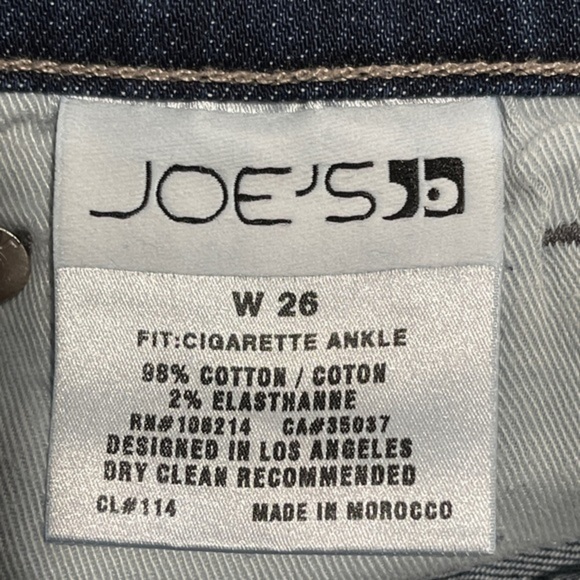 JOE'S
W 26
FIT:CIGARETTE ANKLE
98% COTTON / COTON
2% ELASTHANNE
RN#106214 CA#35037
DESIGNED IN LOS ANGELES
DRY CLEAN RECOMMENDED
CL#114 MADE IN MOROCCO